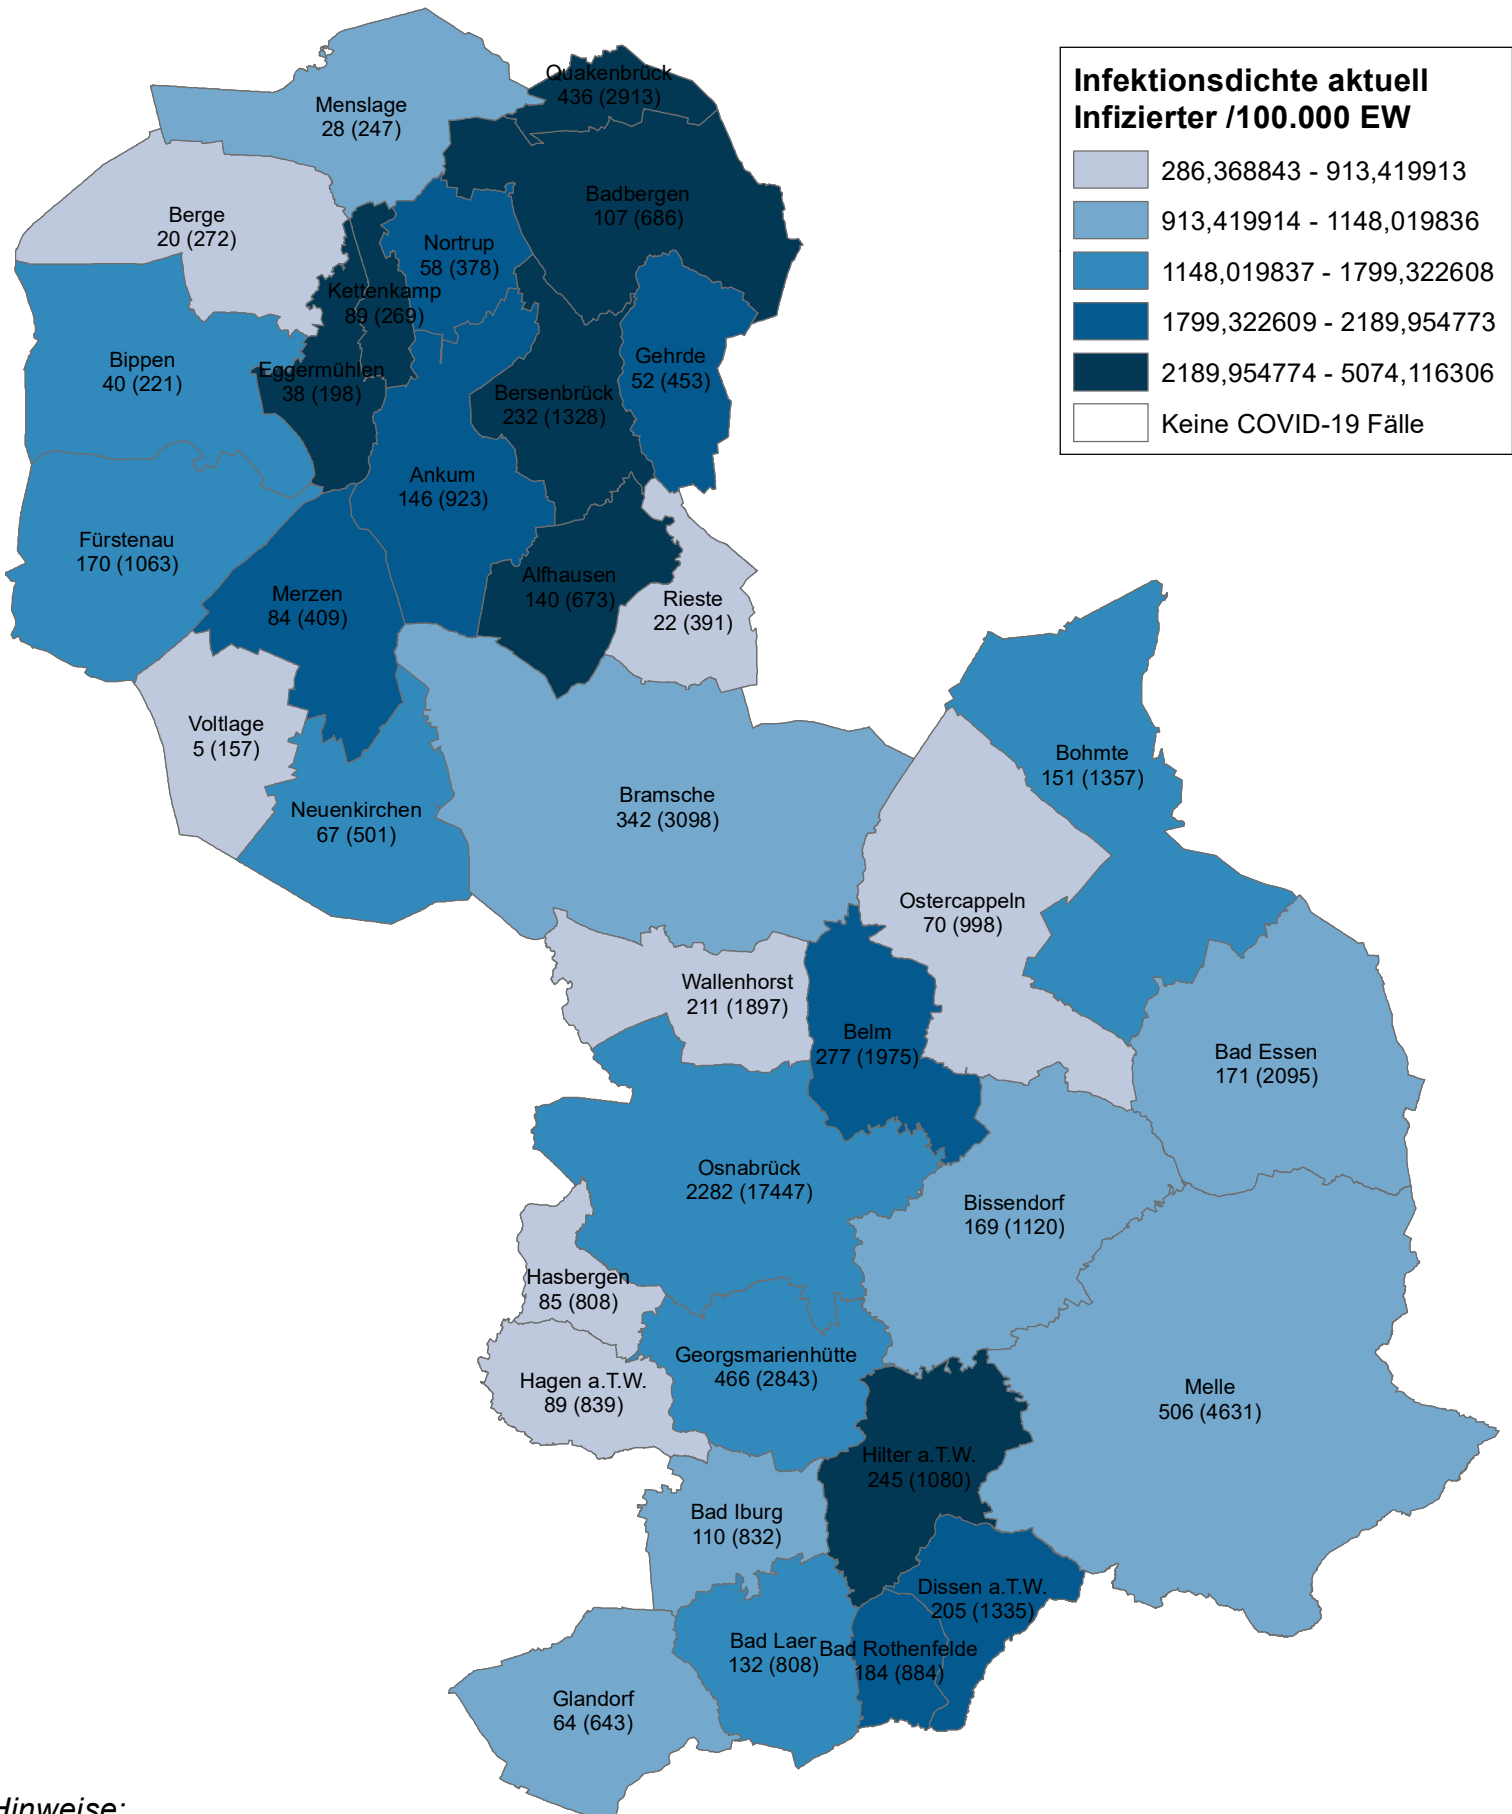 Infektionsdichte aktuell
Infizierter /100.000 EW
286,368843 - 913,419913
913,419914 - 1148,019836
1148,019837 - 1799,322608
1799,322609 - 2189,954773
2189,954774 - 5074,116306
Keine COVID-19 Fälle
Quakenbrück
436 (2913)
Menslage
28 (247)
Badbergen
107 (686)
Berge
20 (272)
Nortrup
58 (378)
Kettenkamp
89 (269)
Bippen
40 (221)
Eggermühlen
38 (198)
Gehrde
52 (453)
Bersenbrück
232 (1328)
Ankum
146 (923)
Fürstenau
170 (1063)
Alfhausen
140 (673)
Merzen
84 (409)
Rieste
22 (391)
Voltlage
5 (157)
Bohmte
151 (1357)
Bramsche
342 (3098)
Neuenkirchen
67 (501)
Ostercappeln
70 (998)
Wallenhorst
211 (1897)
Belm
277 (1975)
Bad Essen
171 (2095)
Osnabrück
2282 (17447)
Bissendorf
169 (1120)
Hasbergen
85 (808)
Georgsmarienhütte
466 (2843)
Hagen a.T.W.
89 (839)
Melle
506 (4631)
Hilter a.T.W.
245 (1080)
Bad Iburg
110 (832)
Dissen a.T.W.
205 (1335)
Bad Laer
132 (808)
Bad Rothenfelde
184 (884)
Glandorf
64 (643)
Hinweise: